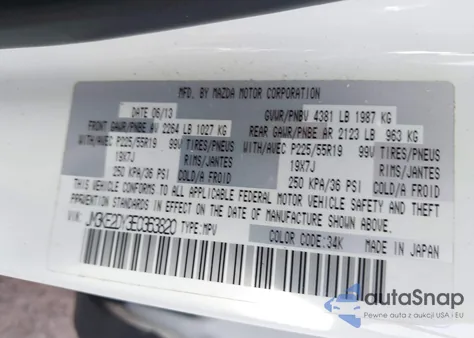 MFD. BY MAZDA MOTOR CORPORATION
DATE 06/13 GVWR/PNBV 4381 LB 1987 KG
FRONT GAWR/PNBE AV 2264 LB 1027 KG REAR GAWR/PNBE AR 2123 LB 963 KG
WITH/AVEC P225/55R19 99V TIRES/PNEUS WITH/AVEC P225/55R19 99V TIRES/PNEUS
19X7J RIMS/JANTES 19X7J RIMS/JANTES
250 KPA/36 PSI COLD/A FROID 250 KPA/36 PSI COLD/A FROID
THIS VEHICLE CONFORMS TO ALL APPLICABLE FEDERAL MOTOR VEHICLE SAFETY,
BUMPER, AND THEFT PREVENTION STANDARDS IN EFFECT ON THE DATE
OF MANUFACTURE SHOWN ABOVE.
VIN: JM3KE2DY3E0363820 TYPE:MPV
COLOR CODE:34K MADE IN JAPAN
autaSnap
Pewne auta z aukcji USA i EU